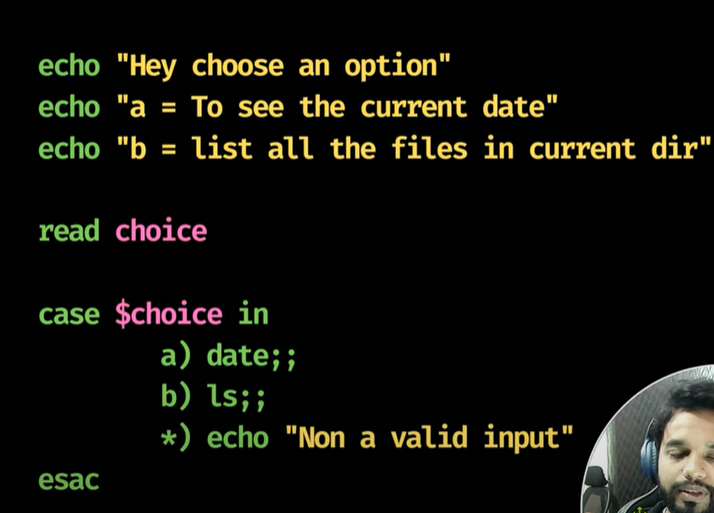 echo "Hey choose an option"
echo "a = To see the current date"
echo "b = list all the files in current dir"
read choice
case $choice in
a) date;;
b) ls;;
*) echo "Non a valid input"
esac